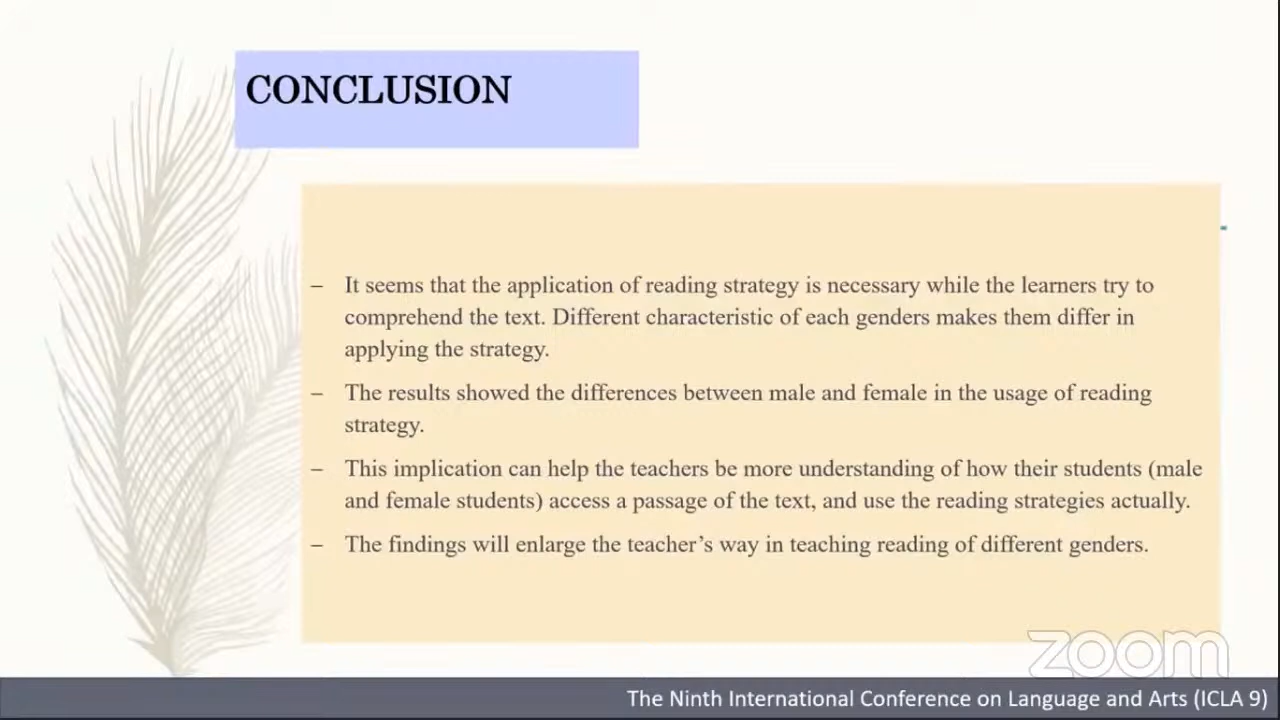 CONCLUSION
– It seems that the application of reading strategy is necessary while the learners try to
comprehend the text. Different characteristic of each genders makes them differ in
applying the strategy.
– The results showed the differences between male and female in the usage of reading
strategy.
– This implication can help the teachers be more understanding of how their students (male
and female students) access a passage of the text, and use the reading strategies actually.
– The findings will enlarge the teacher’s way in teaching reading of different genders.
zoom
The Ninth International Conference on Language and Arts (ICLA 9)